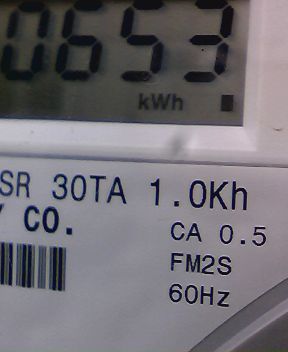 0653
kWh
SR 30TA 1.0Kh
Y CO.
CA 0.5
FM2S
60Hz